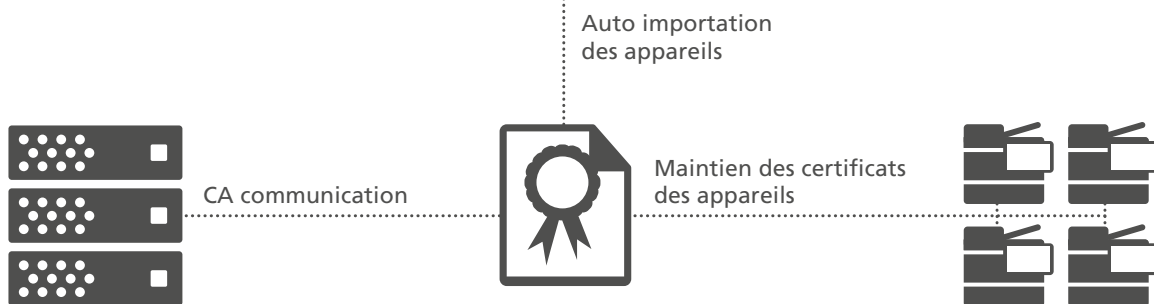 Auto importation
des appareils
Maintien des certificats
des appareils
CA communication